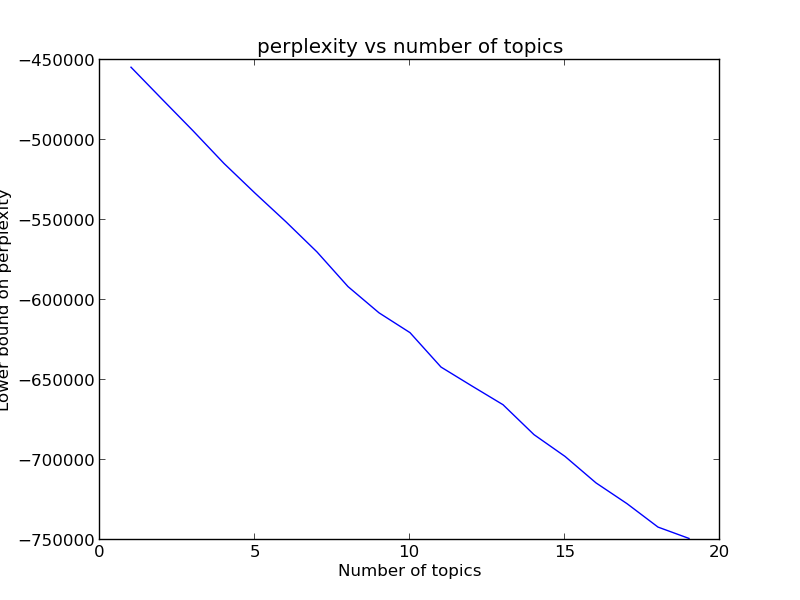 perplexity vs number of topics
−450000
−500000
−550000
−600000
−650000
−700000
−750000
Lower bound on perplexity
0 5 10 15 20
Number of topics